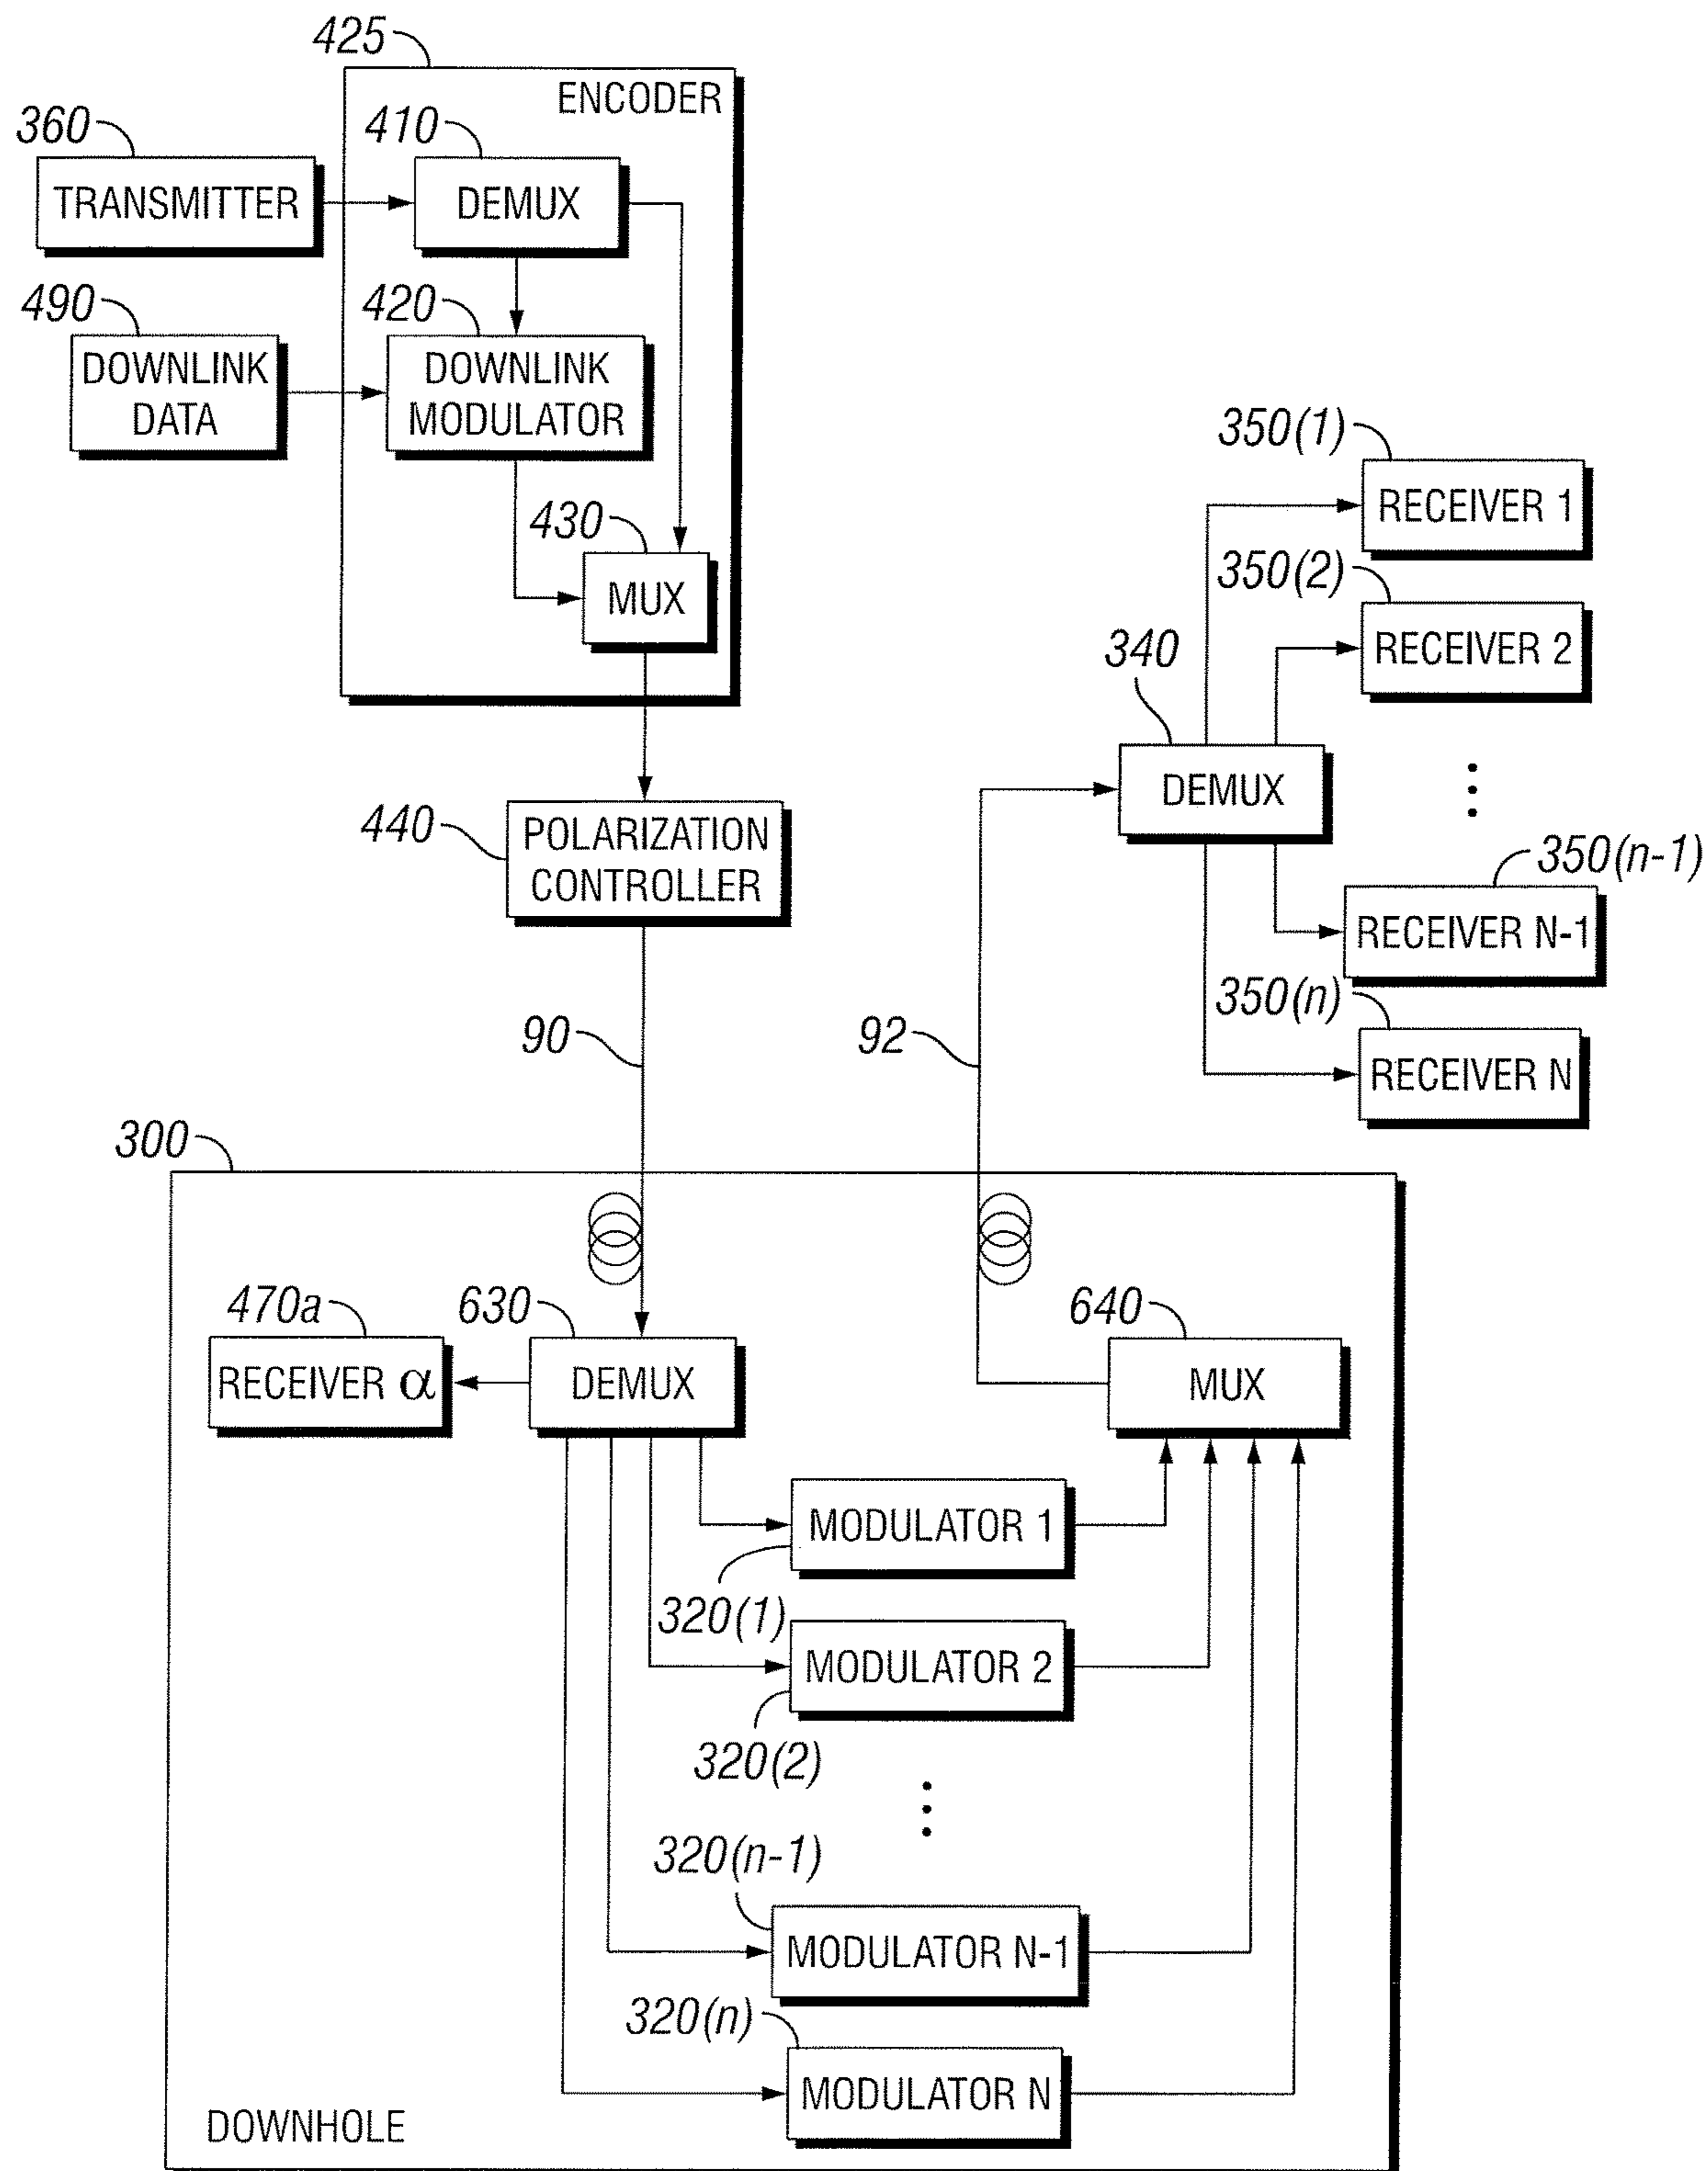 425
ENCODER
360
410
TRANSMITTER
DEMUX
490
420
DOWNLINK
DATA
DOWNLINK
MODULATOR
430
MUX
350(1)
RECEIVER 1
350(2)
RECEIVER 2
340
DEMUX
440
POLARIZATION
CONTROLLER
350(n-1)
RECEIVER N-1
350(n)
RECEIVER N
90
92
300
470a
630
640
RECEIVER α
DEMUX
MUX
MODULATOR 1
320(1)
MODULATOR 2
320(2)
320(n-1)
MODULATOR N-1
320(n)
MODULATOR N
DOWNHOLE